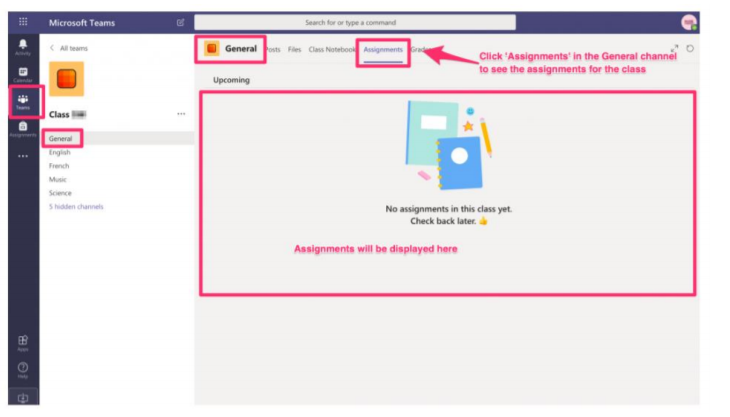 Microsoft Teams
Search for or type a command
Activity
Calendar
Teams
Assignments
All teams
Class
General
English
French
Music
Science
5 hidden channels
General
Posts
Files
Class Notebook
Assignments
Grades
Click 'Assignments' in the General channel
to see the assignments for the class
Upcoming
No assignments in this class yet.
Check back later. 👍
Assignments will be displayed here
Apps
Help